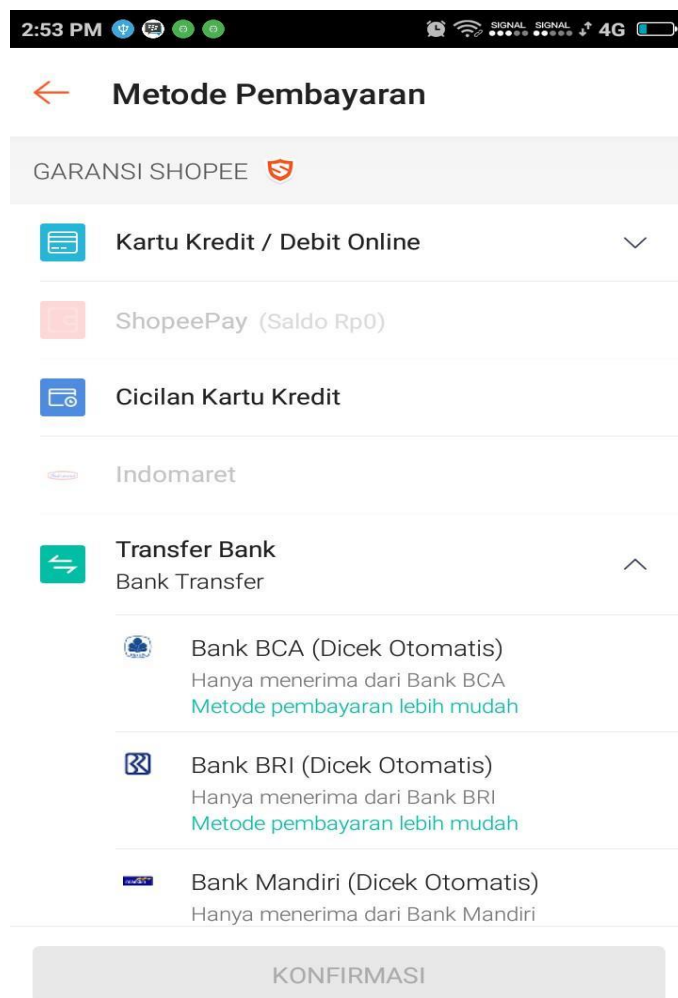 2:53 PM
SIGNAL SIGNAL 4G
Metode Pembayaran
GARANSI SHOPEE
Kartu Kredit / Debit Online
ShopeePay (Saldo Rp0)
Cicilan Kartu Kredit
Indomaret
Transfer Bank
Bank Transfer
Bank BCA (Dicek Otomatis)
Hanya menerima dari Bank BCA
Metode pembayaran lebih mudah
Bank BRI (Dicek Otomatis)
Hanya menerima dari Bank BRI
Metode pembayaran lebih mudah
Bank Mandiri (Dicek Otomatis)
Hanya menerima dari Bank Mandiri
KONFIRMASI